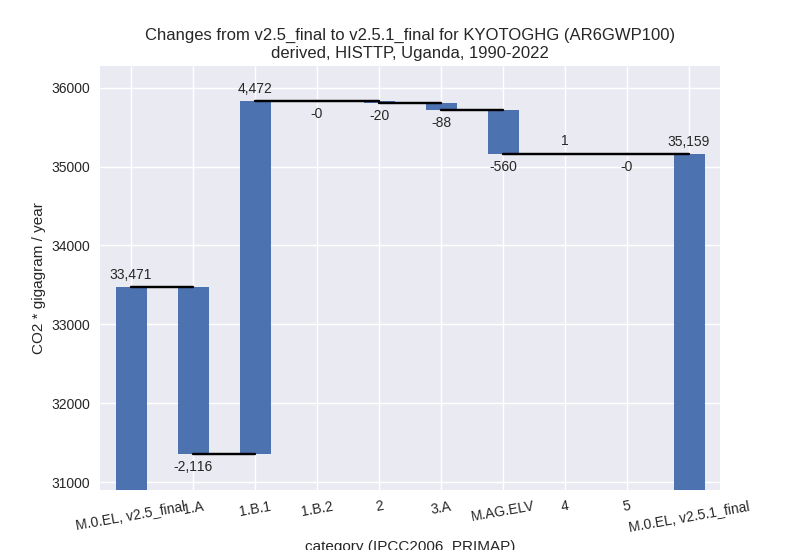 Changes from v2.5_final to v2.5.1_final for KYOTOGHG (AR6GWP100)
derived, HISTTP, Uganda, 1990-2022
CO2 * gigagram / year
36000
35000
34000
33000
32000
31000
33,471
-2,116
4,472
-0
-20
-88
-560
1
-0
35,159
M.0.EL, v2.5_final
1.A
1.B.1
1.B.2
2
3.A
M.AG.ELV
4
5
M.0.EL, v2.5.1_final
category (IPCC2006_PRIMAP)